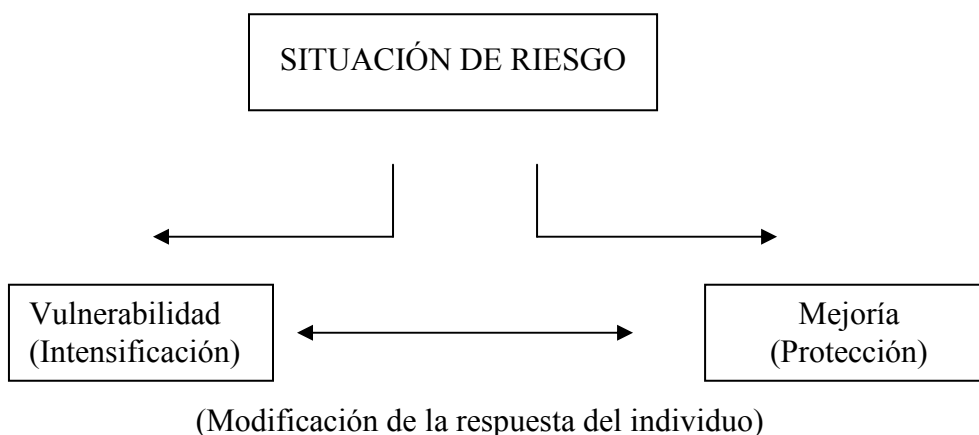 SITUACIÓN DE RIESGO
Vulnerabilidad
(Intensificación)
Mejoría
(Protección)
(Modificación de la respuesta del individuo)